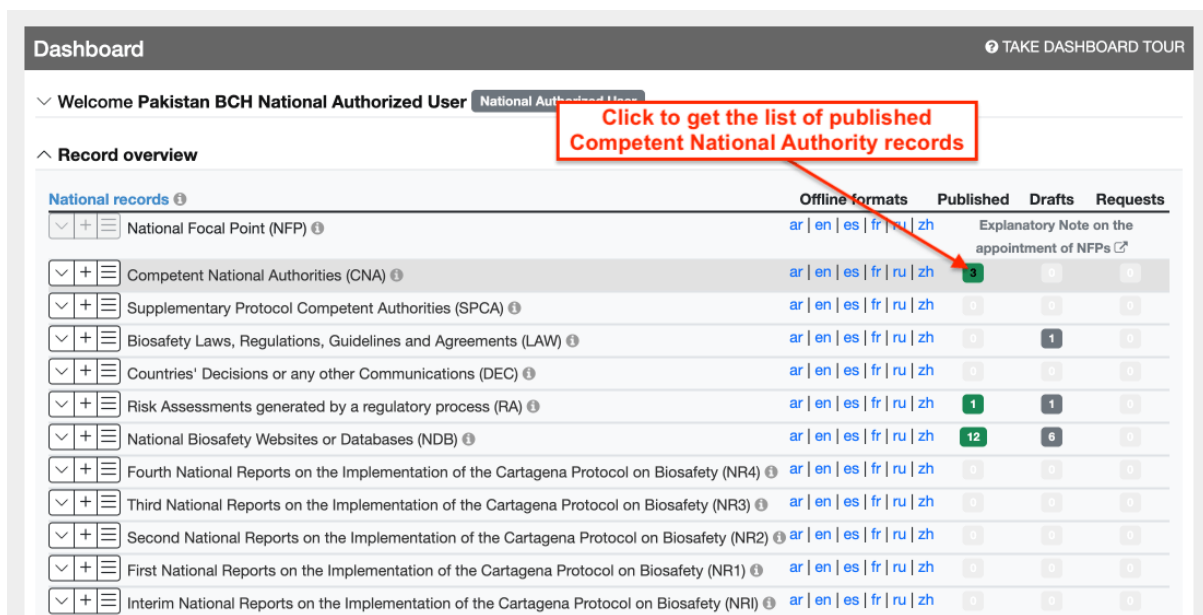 Dashboard TAKE DASHBOARD TOUR
Welcome Pakistan BCH National Authorized User National Authorized User
Click to get the list of published
Competent National Authority records
Record overview
National records Offline formats Published Drafts Requests
National Focal Point (NFP) ar | en | es | fr | ru | zh Explanatory Note on the
appointment of NFPs
Competent National Authorities (CNA) ar | en | es | fr | ru | zh 3 0 0
Supplementary Protocol Competent Authorities (SPCA) ar | en | es | fr | ru | zh 0 0 0
Biosafety Laws, Regulations, Guidelines and Agreements (LAW) ar | en | es | fr | ru | zh 0 1 0
Countries' Decisions or any other Communications (DEC) ar | en | es | fr | ru | zh 0 0 0
Risk Assessments generated by a regulatory process (RA) ar | en | es | fr | ru | zh 1 1 0
National Biosafety Websites or Databases (NDB) ar | en | es | fr | ru | zh 12 6 0
Fourth National Reports on the Implementation of the Cartagena Protocol on Biosafety (NR4) ar | en | es | fr | ru | zh 0 0 0
Third National Reports on the Implementation of the Cartagena Protocol on Biosafety (NR3) ar | en | es | fr | ru | zh 0 0 0
Second National Reports on the Implementation of the Cartagena Protocol on Biosafety (NR2) ar | en | es | fr | ru | zh 0 0 0
First National Reports on the Implementation of the Cartagena Protocol on Biosafety (NR1) ar | en | es | fr | ru | zh 0 0 0
Interim National Reports on the Implementation of the Cartagena Protocol on Biosafety (NRI) ar | en | es | fr | ru | zh 0 0 0